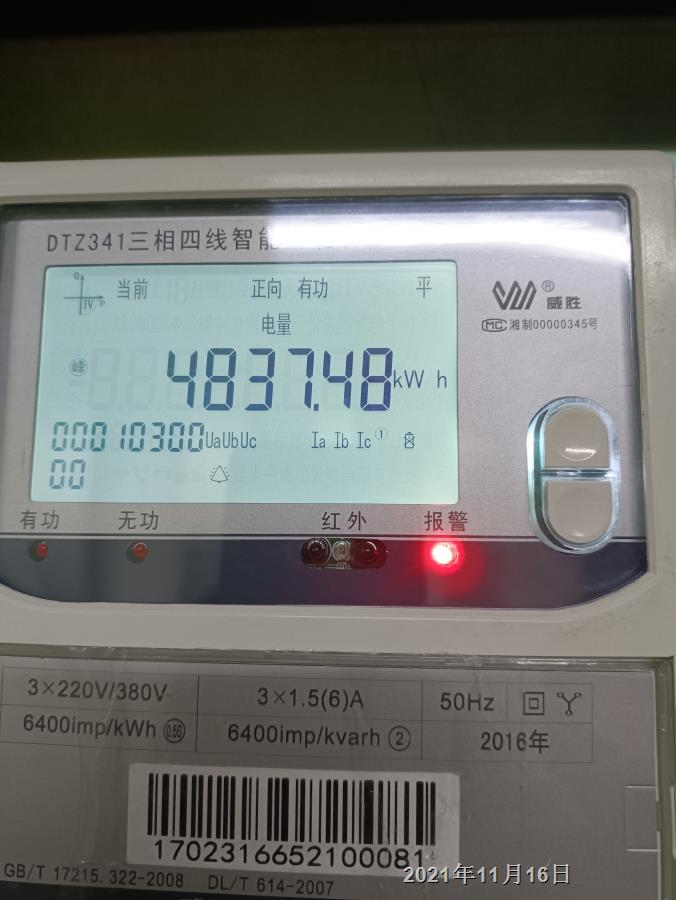 DTZ341三相四线智能
当前 正向 有功 平
电量
峰 4837.48 kW h
00010300 UaUbUc Ia Ib Ic ①
00
威胜®
MC 湘制00000345号
有功 无功 红外 报警
3×220V/380V 3×1.5(6)A 50Hz
6400imp/kWh 0.5S 6400imp/kvarh ② 2016年
1702316652100081
GB/T 17215.322-2008 DL/T 614-2007
2021年11月16日